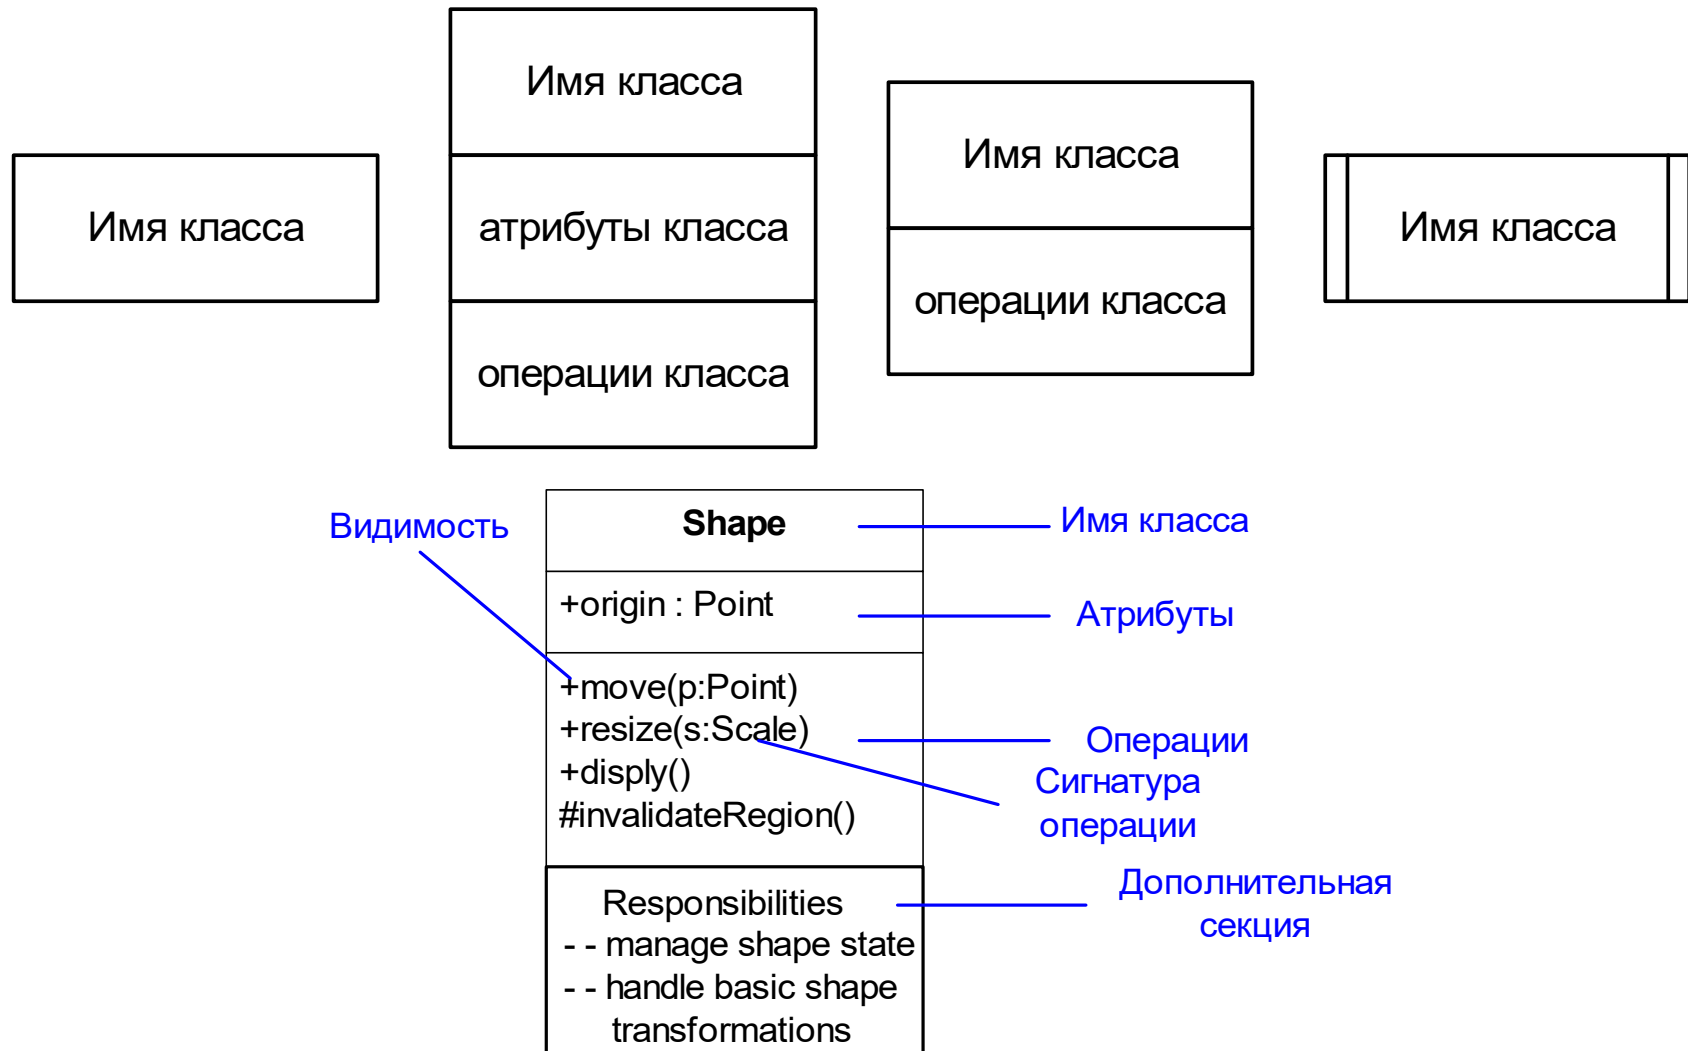 Имя класса
Имя класса
атрибуты класса
операции класса
Имя класса
операции класса
Имя класса
Видимость
Shape
+origin : Point
+move(p:Point)
+resize(s:Scale)
+disply()
#invalidateRegion()
Responsibilities
- - manage shape state
- - handle basic shape
transformations
Имя класса
Атрибуты
Операции
Сигнатура
операции
Дополнительная
секция